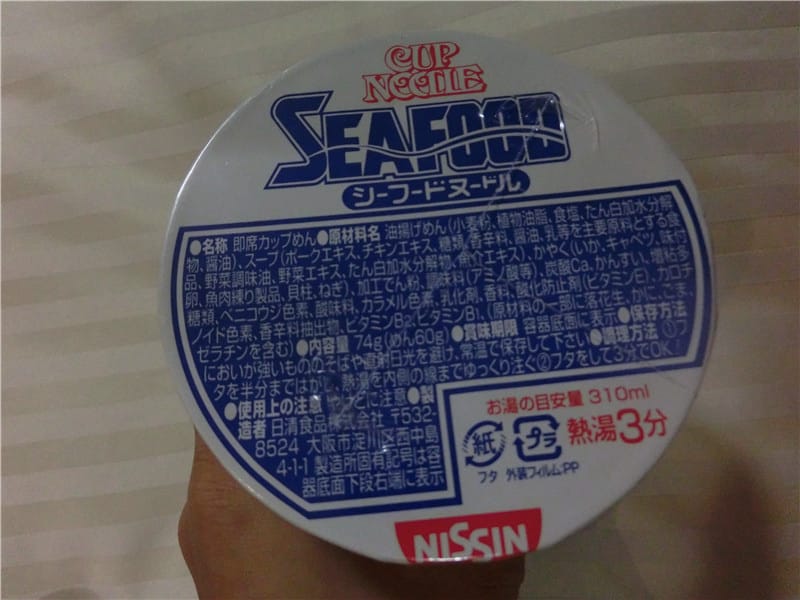 CUP
NOODLE
SEAFOOD
シーフードヌードル
●名称 即席カップめん●原材料名 油揚げめん(小麦粉、植物油脂、食塩、たん白加水分解
物、醤油)、スープ(ポークエキス、チキンエキス、糖類、香辛料、醤油、乳等を主要原料とする食
品、野菜調味油、野菜エキス、たん白加水分解物、魚介エキス)、かやく(いか、キャベツ、味付
卵、魚肉練り製品、貝柱、ねぎ)、加工でん粉、調味料(アミノ酸等)、炭酸Ca、かんすい、増粘多
糖類、ベニコウジ色素、酸味料、カラメル色素、乳化剤、香料、酸化防止剤(ビタミンE)、カロチ
ノイド色素、香辛料抽出物、ビタミンB2、ビタミンB1、(原材料の一部に落花生、かに、ごま、
ゼラチンを含む)●内容量 74g(めん60g)●賞味期限 容器底面に表示●保存方法
においが強いもののそばや直射日光を避け、常温で保存して下さい●調理方法 ①フ
タを半分まではがし、熱湯を内側の線までゆっくり注ぐ②フタをして3分でOK!
●使用上の注意 やけどに注意●製
造者 日清食品株式会社 〒532-
8524 大阪市淀川区西中島
4-1-1 製造所固有記号は容
器底面下段右端に表示
お湯の目安量 310ml
紙 プラ 熱湯3分
フタ 外装フィルム:PP
NISSIN